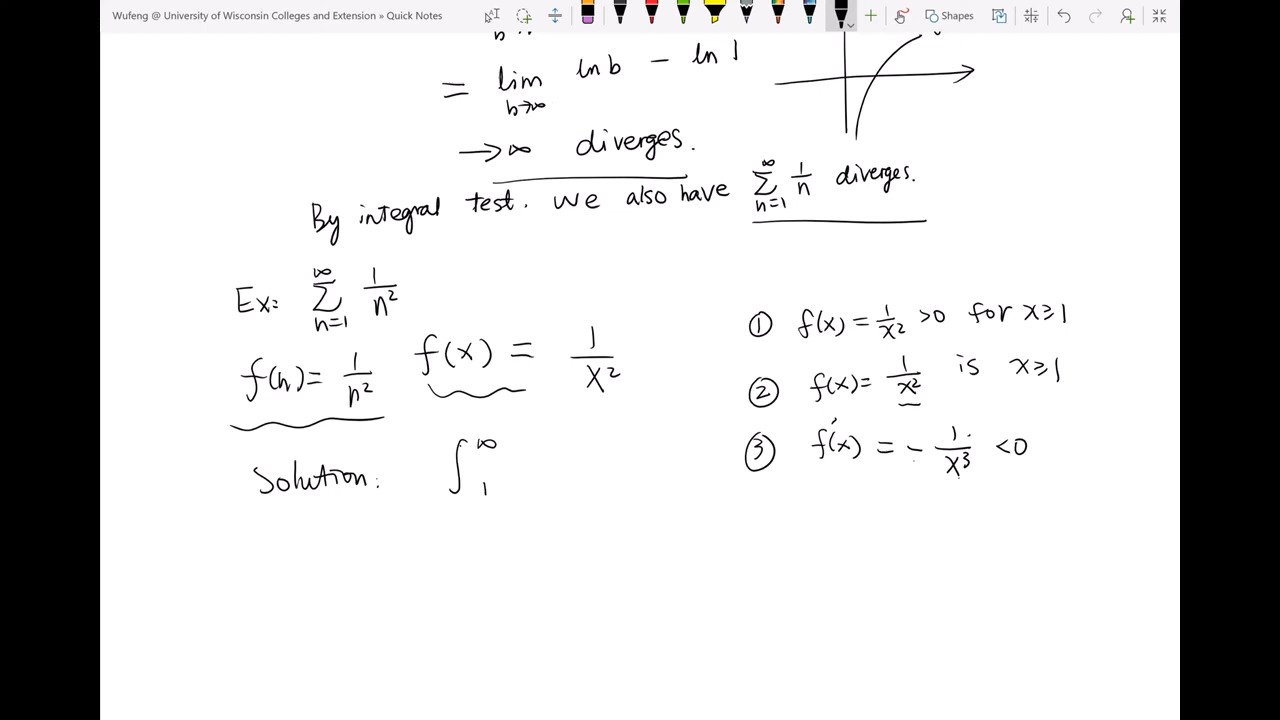 Wufeng @ University of Wisconsin Colleges and Extension » Quick Notes
Shapes
b→∞
= lim ln b − ln 1
b→∞
→ ∞ diverges.
By integral test. We also have ∑_{n=1}^{∞} 1/n diverges.
Ex: ∑_{n=1}^{∞} 1/n²
f(n) = 1/n² f(x) = 1/x²
Solution: ∫_1^∞
① f(x) = 1/x² >0 for x≥1
② f(x) = 1/x² is x≥1
③ f'(x) = − 1/x³ <0